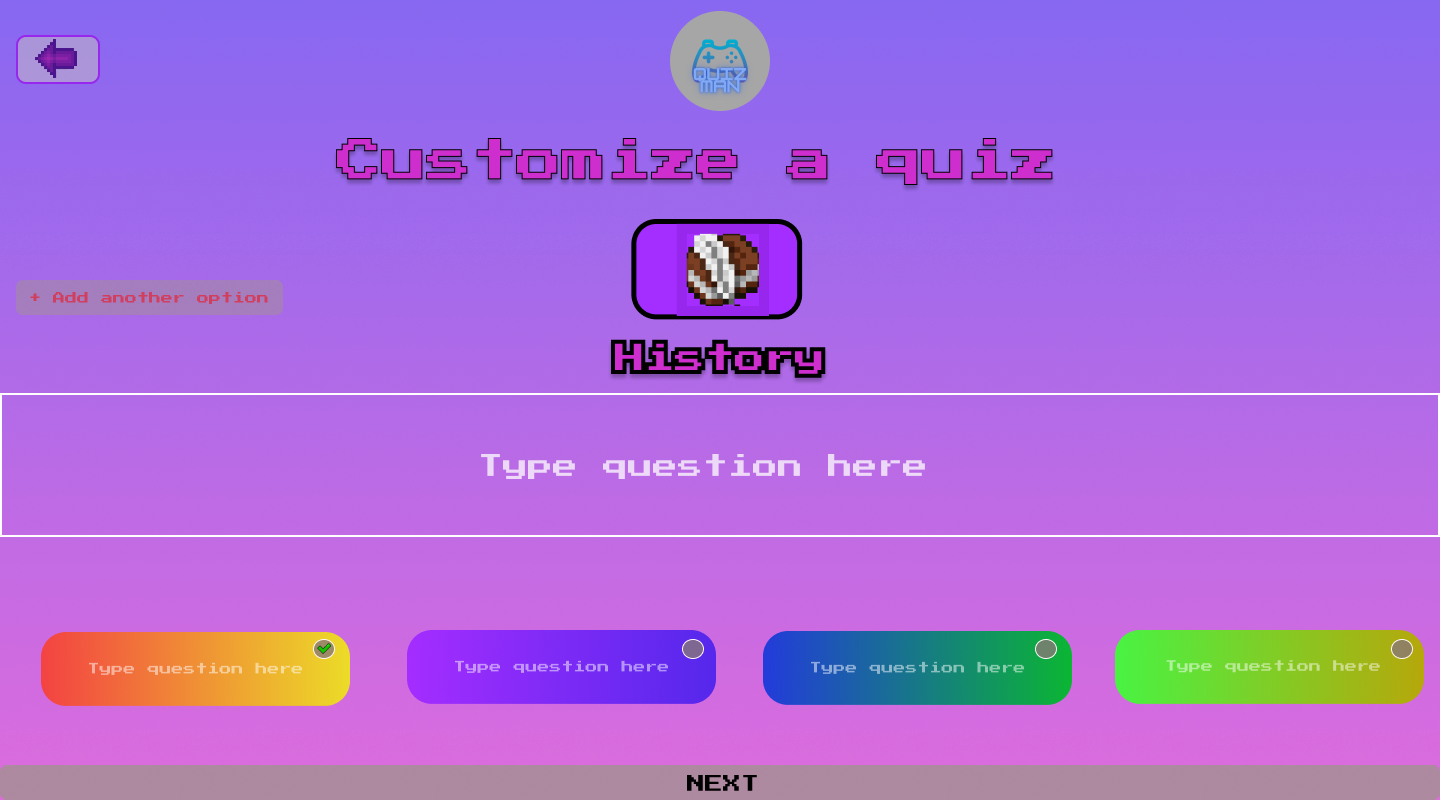 QUIZ
MAN
Customize a quiz
+ Add another option
History
Type question here
Type question here
Type question here
Type question here
Type question here
NEXT